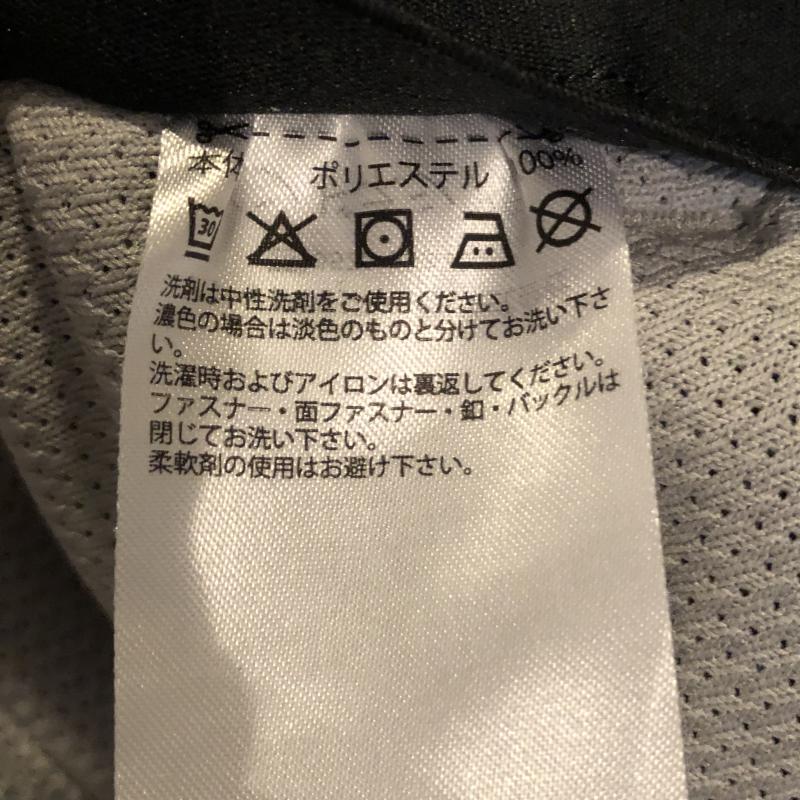 本体 ポリエステル 00%
30
洗剤は中性洗剤をご使用ください。
濃色の場合は淡色のものと分けてお洗い下さ
い。
洗濯時およびアイロンは裏返してください。
ファスナー・面ファスナー・釦・バックルは
閉じてお洗い下さい。
柔軟剤の使用はお避け下さい。